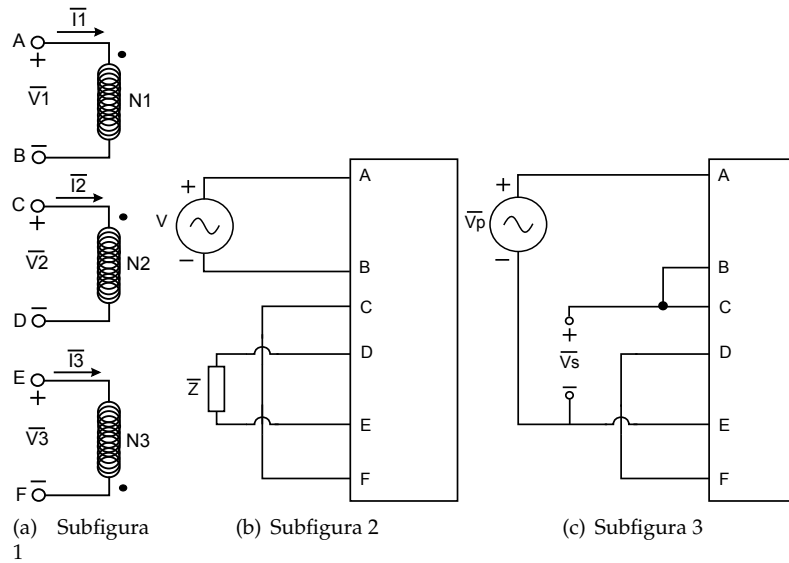 I1
A
+
V1
N1
B
−
I2
C
+
V2
N2
D
−
I3
E
+
V3
N3
F
−
(a) Subfigura
1
+
V
−
Z
A
B
C
D
E
F
(b) Subfigura 2
+
Vp
−
+
Vs
−
A
B
C
D
E
F
(c) Subfigura 3